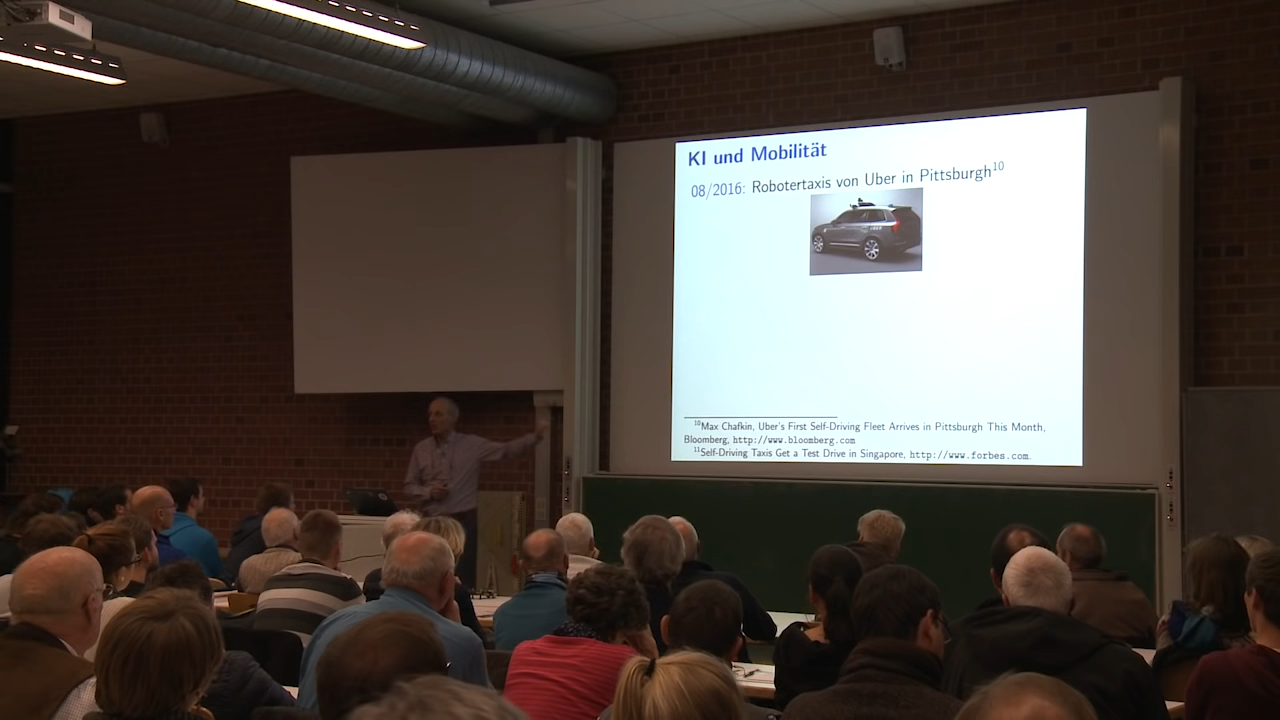 KI und Mobilität
08/2016: Robotertaxis von Uber in Pittsburgh10
UBER
10Max Chafkin, Uber's First Self-Driving Fleet Arrives in Pittsburgh This Month,
Bloomberg, http://www.bloomberg.com
11Self-Driving Taxis Get a Test Drive in Singapore, http://www.forbes.com.